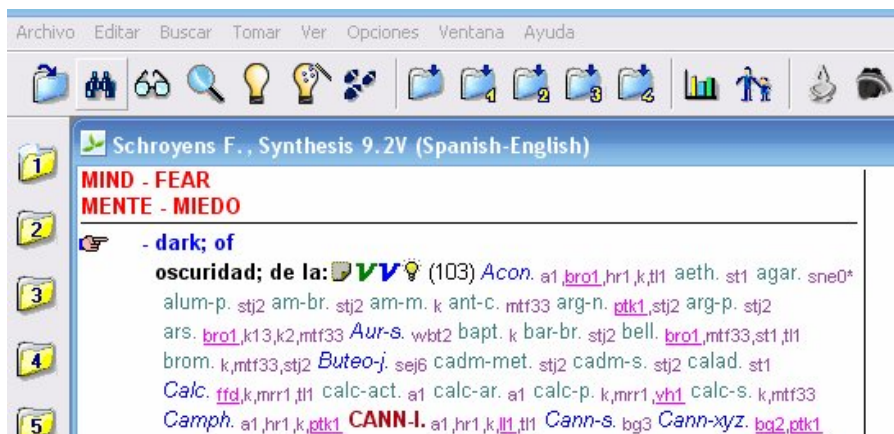 Archivo Editar Buscar Tomar Ver Opciones Ventana Ayuda
1 2 3 4
1
Schroyens F., Synthesis 9.2V (Spanish-English)
MIND - FEAR
MENTE - MIEDO
2
- dark; of
oscuridad; de la: VV (103) Acon. a1,bro1,hr1,k,tl1 aeth. st1 agar. sne0*
3
alum-p. stj2 am-br. stj2 am-m. k ant-c. mtf33 arg-n. ptk1,stj2 arg-p. stj2
ars. bro1,k13,k2,mtf33 Aur-s. wbt2 bapt. k bar-br. stj2 bell. bro1,mtf33,st1,tl1
4
brom. k,mtf33,stj2 Buteo-j. sej6 cadm-met. stj2 cadm-s. stj2 calad. st1
Calc. ffd,k,mrr1,tl1 calc-act. a1 calc-ar. a1 calc-p. k,mrr1,vh1 calc-s. k,mtf33
5
Camph. a1,hr1,k,ptk1 CANN-I. a1,hr1,k,ll1,tl1 Cann-s. bg3 Cann-xyz. bg2,ptk1